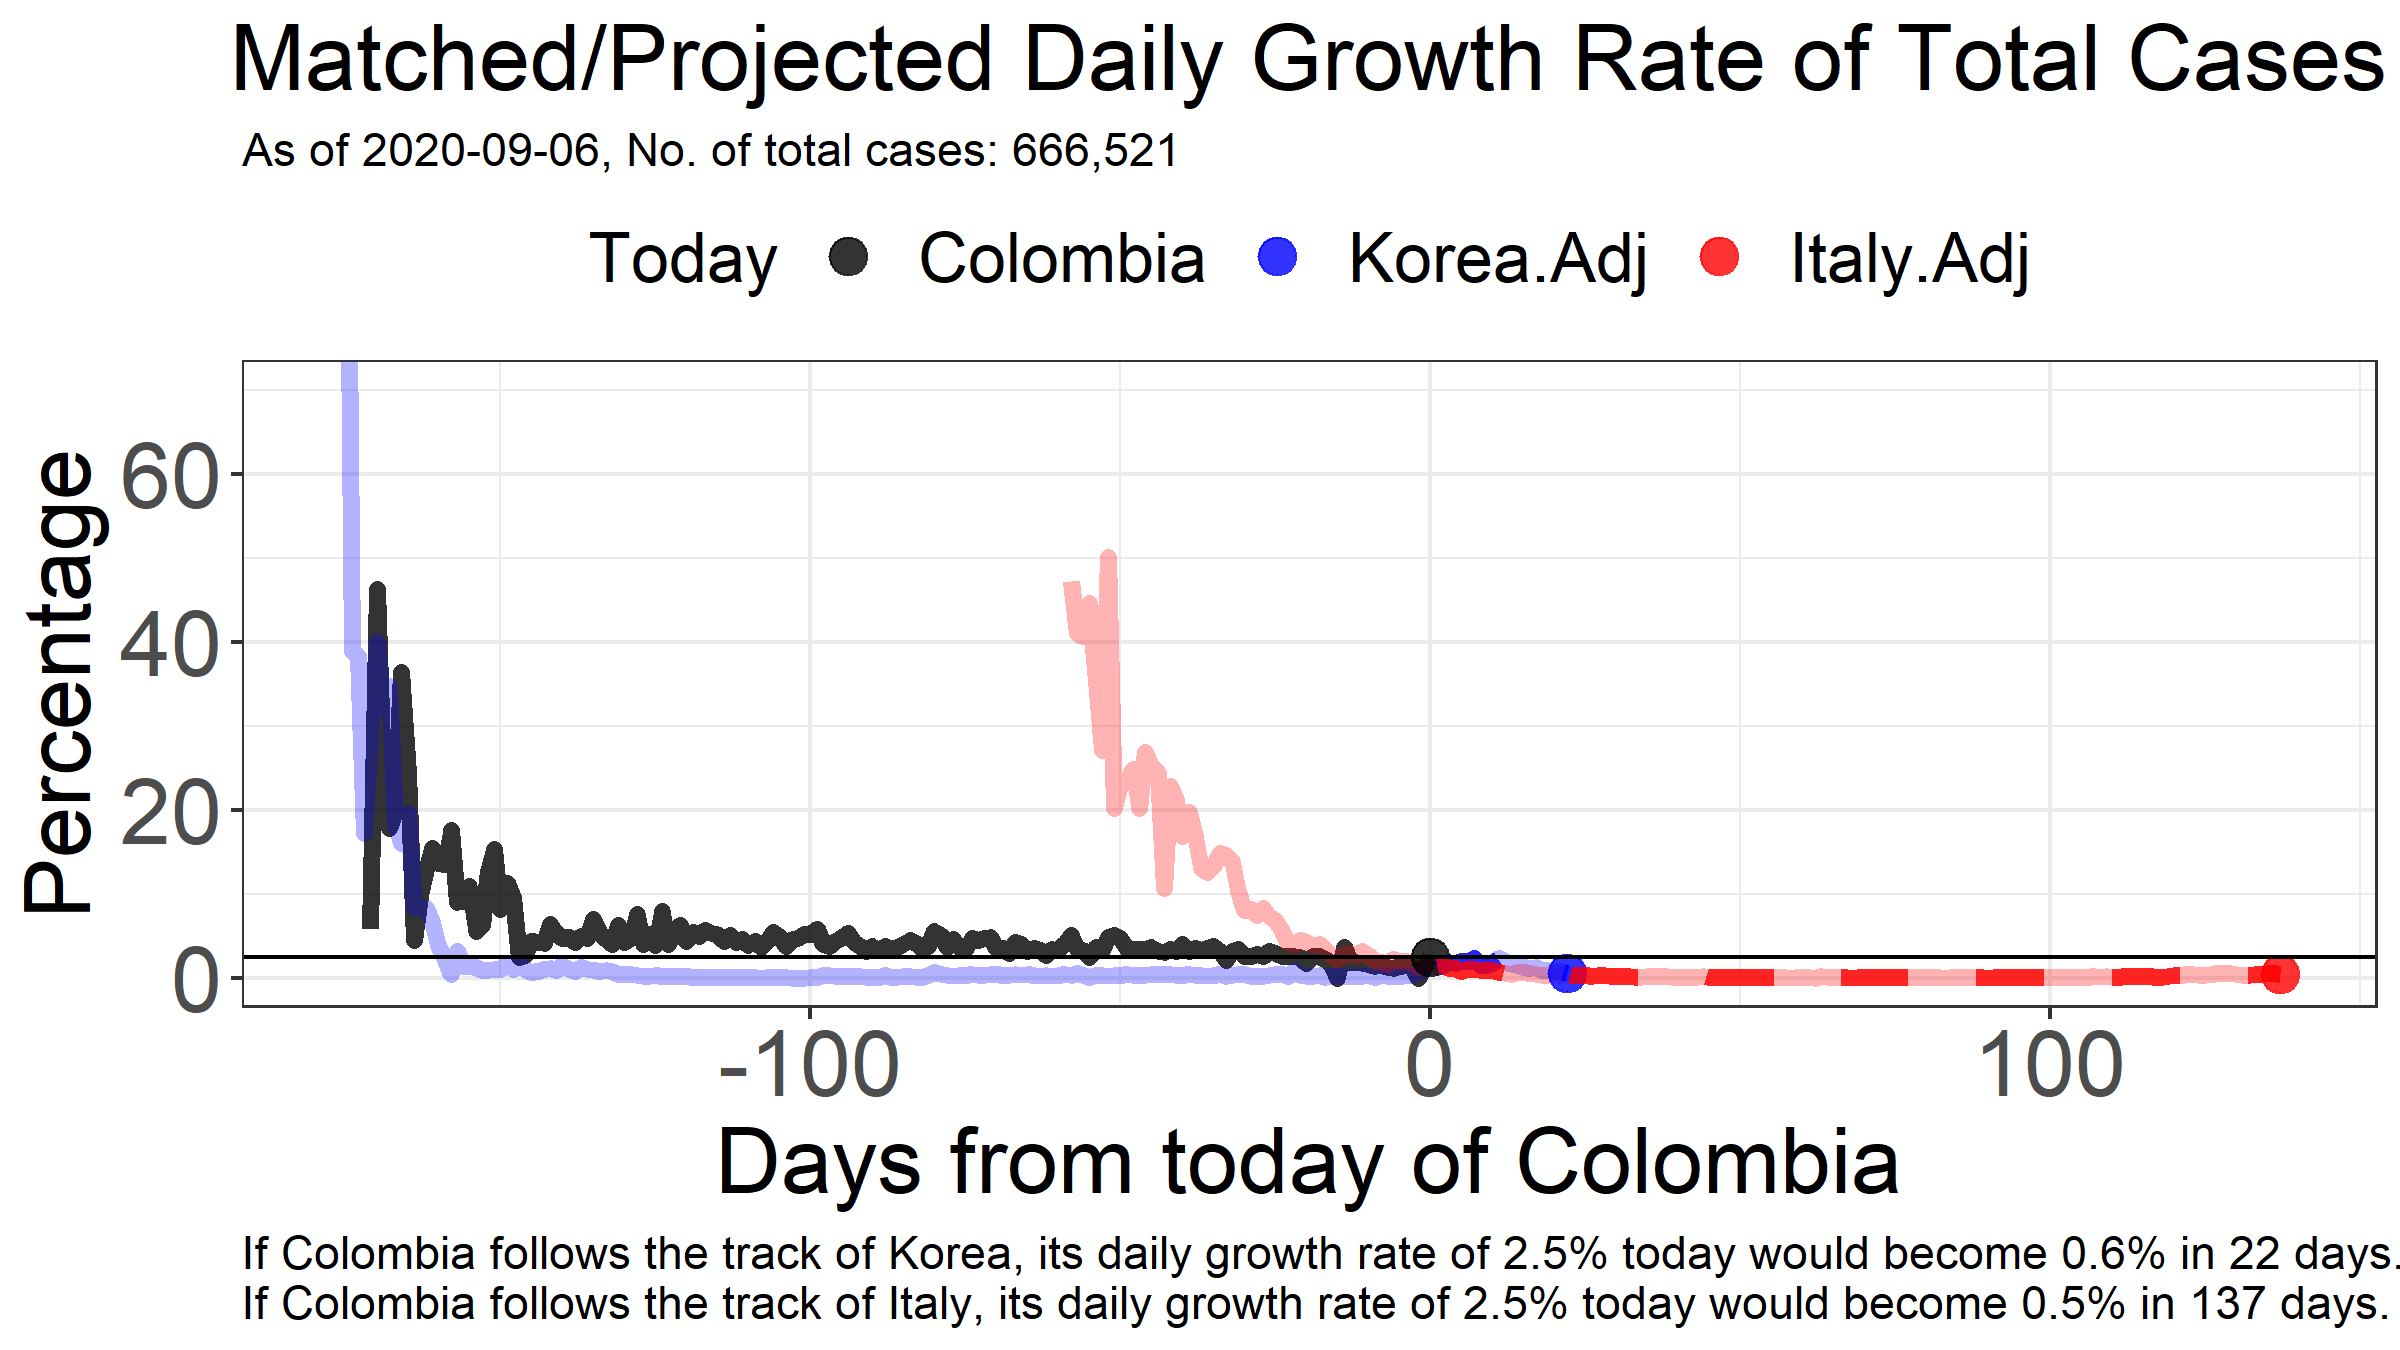 Matched/Projected Daily Growth Rate of Total Cases
As of 2020-09-06, No. of total cases: 666,521
Today Colombia Korea.Adj Italy.Adj
Percentage
60
40
20
0
-100 0 100
Days from today of Colombia
If Colombia follows the track of Korea, its daily growth rate of 2.5% today would become 0.6% in 22 days.
If Colombia follows the track of Italy, its daily growth rate of 2.5% today would become 0.5% in 137 days.